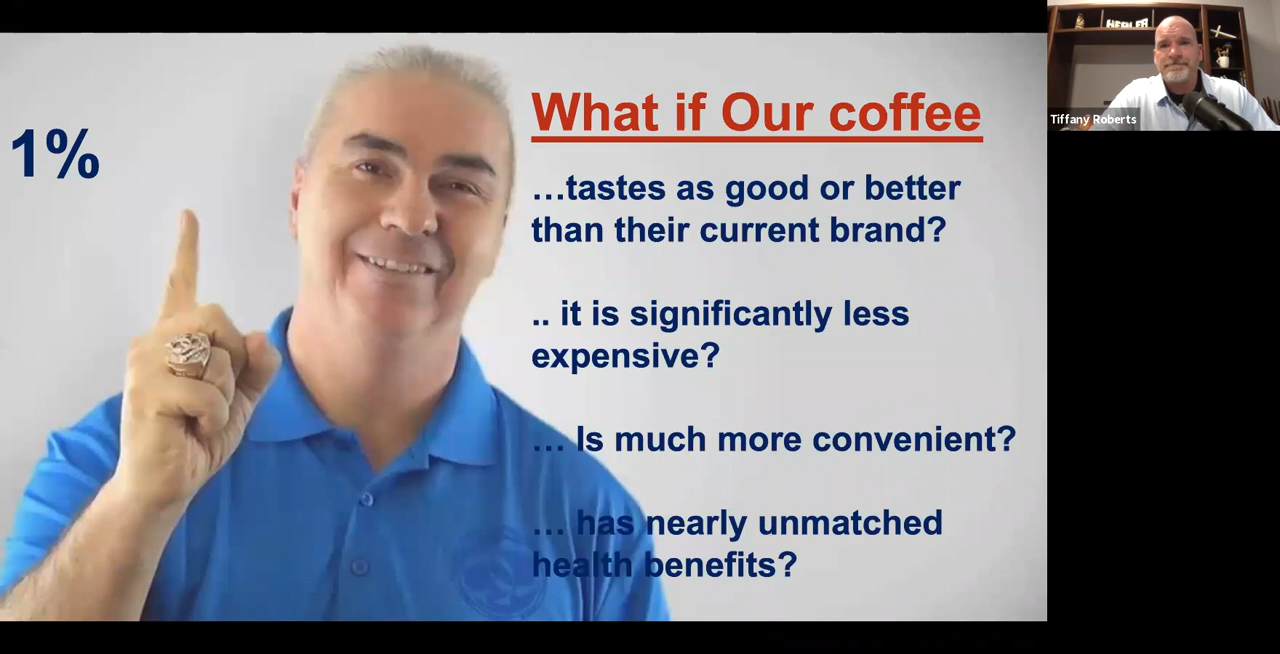 1%
What if Our coffee
…tastes as good or better
than their current brand?
.. it is significantly less
expensive?
… Is much more convenient?
… has nearly unmatched
health benefits?
HEALER
Tiffany Roberts